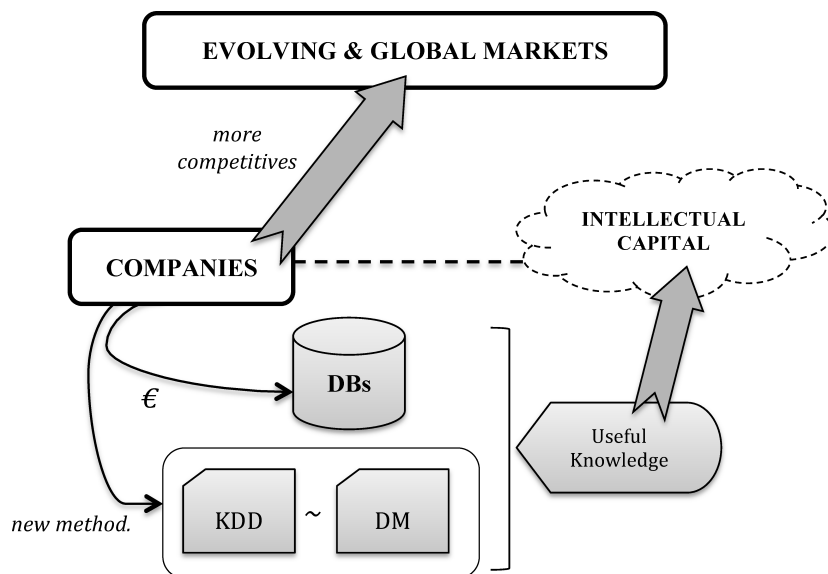 EVOLVING & GLOBAL MARKETS
more
competitives
INTELLECTUAL
CAPITAL
COMPANIES
DBs
€
Useful
Knowledge
KDD ~ DM
new method.